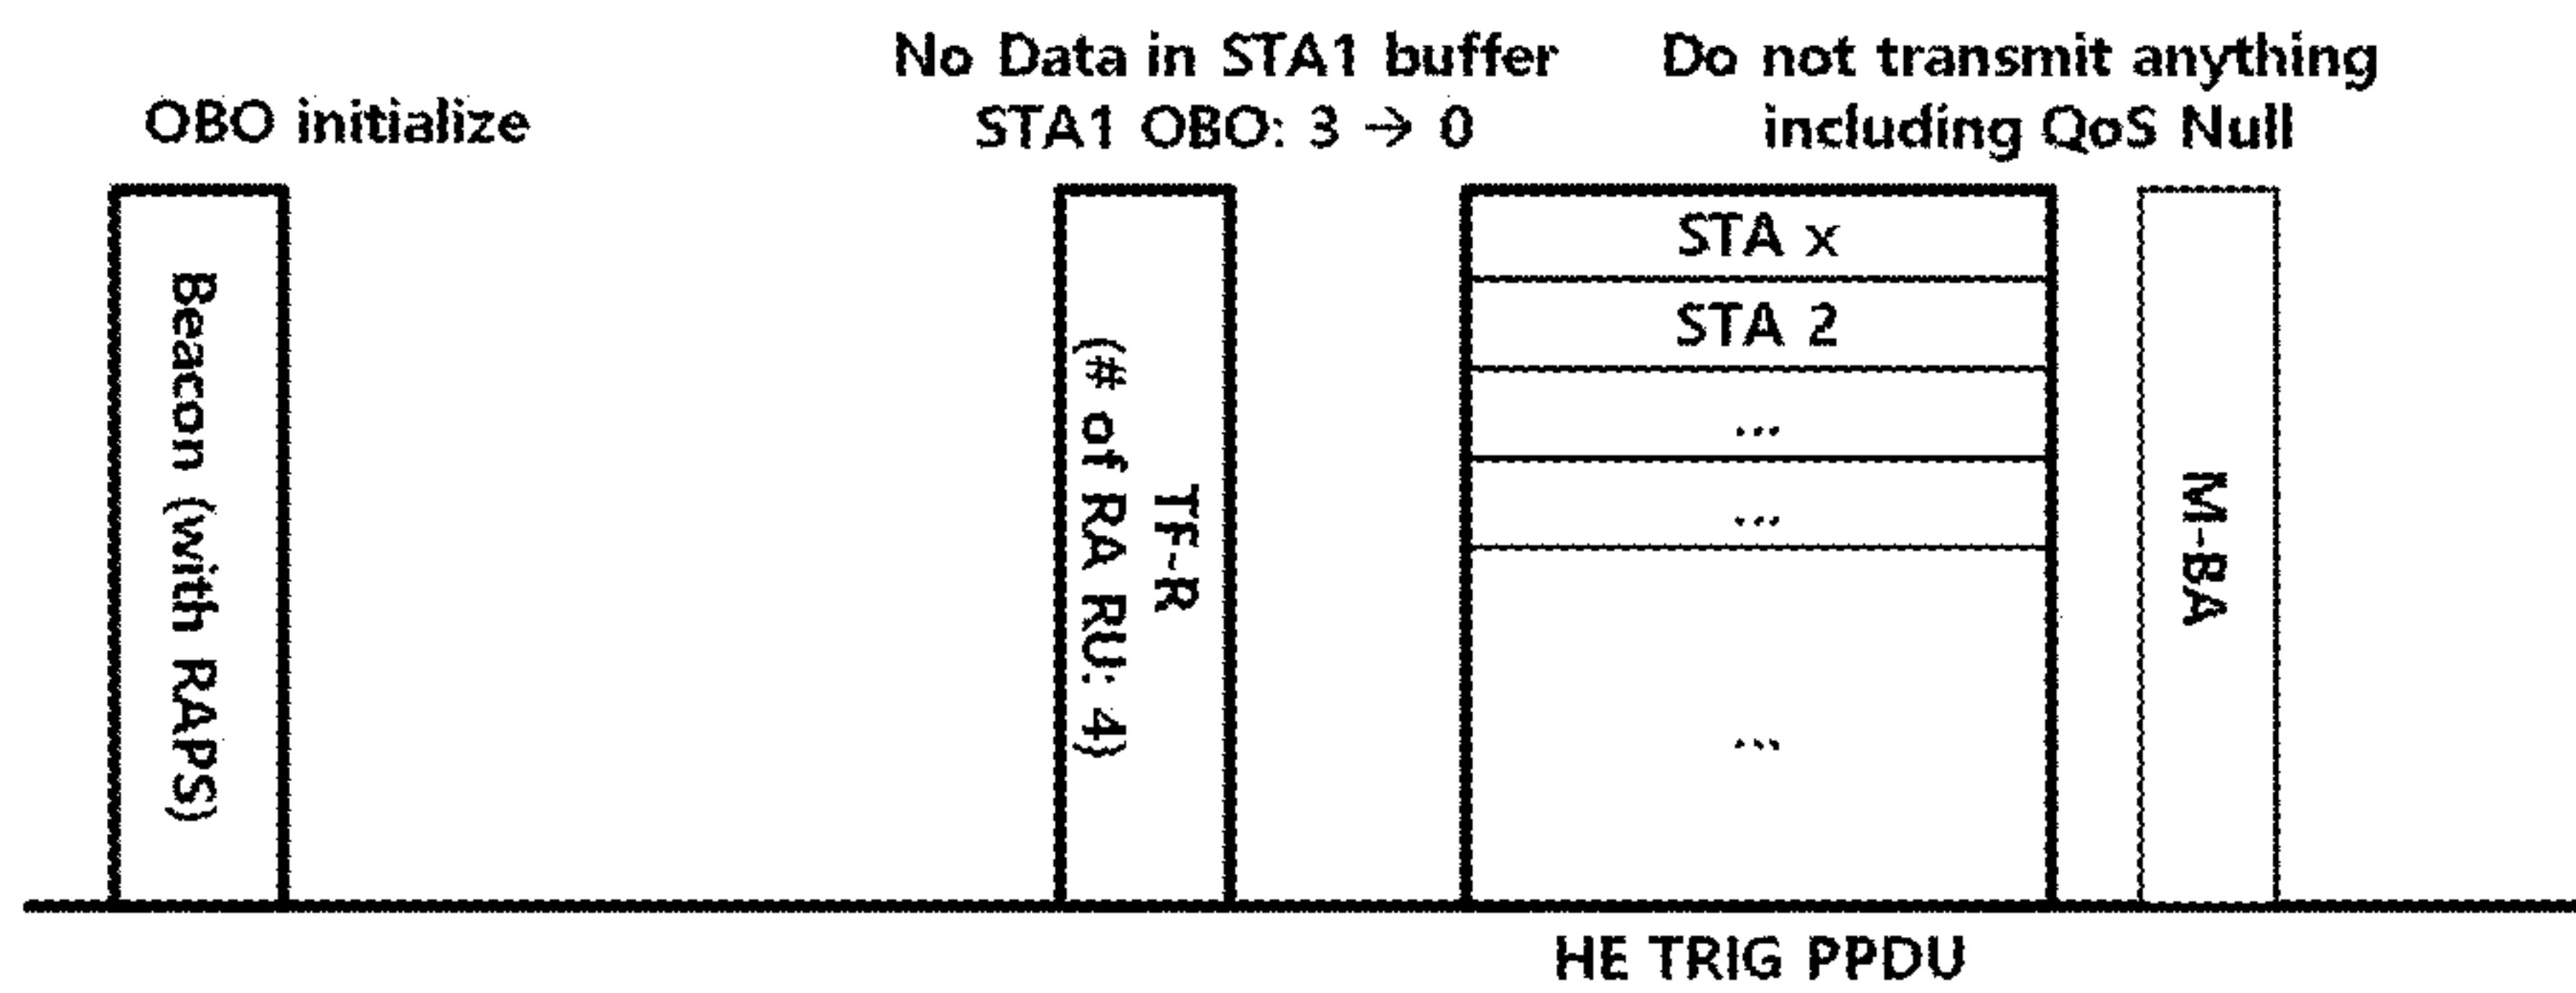 OBO initialize
No Data in STA1 buffer
STA1 OBO: 3 → 0
Do not transmit anything
including QoS Null
Beacon (with RAPS)
TF-R
(# of RA RU: 4)
STA x
STA 2
...
...
...
M-BA
HE TRIG PPDU